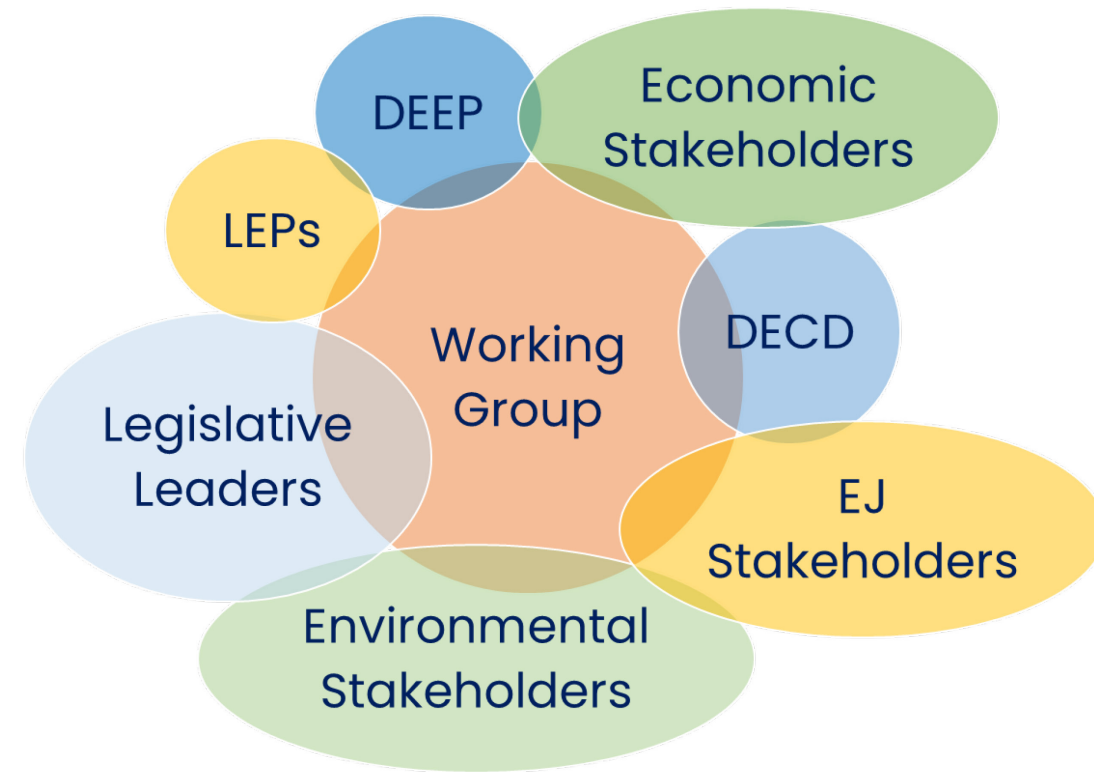 DEEP
Economic
Stakeholders
LEPs
DECD
Working
Group
Legislative
Leaders
EJ
Stakeholders
Environmental
Stakeholders